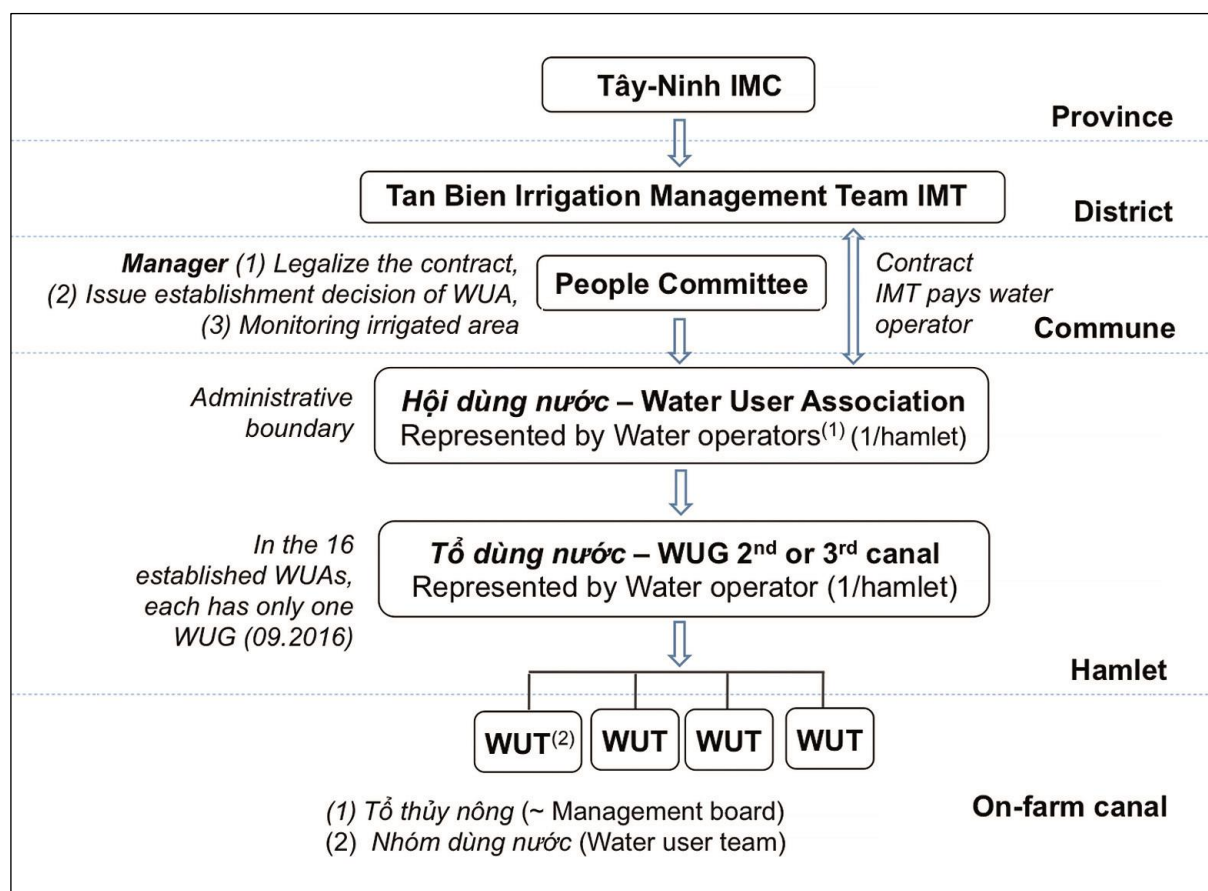 Tây-Ninh IMC
Province
Tan Bien Irrigation Management Team IMT
District
Manager (1) Legalize the contract,
(2) Issue establishment decision of WUA,
(3) Monitoring irrigated area
People Committee
Contract
IMT pays water
operator
Commune
Administrative
boundary
Hội dùng nước – Water User Association
Represented by Water operators(1) (1/hamlet)
In the 16
established WUAs,
each has only one
WUG (09.2016)
Tổ dùng nước – WUG 2nd or 3rd canal
Represented by Water operator (1/hamlet)
Hamlet
WUT(2)
WUT
WUT
WUT
On-farm canal
(1) Tổ thủy nông (~ Management board)
(2) Nhóm dùng nước (Water user team)